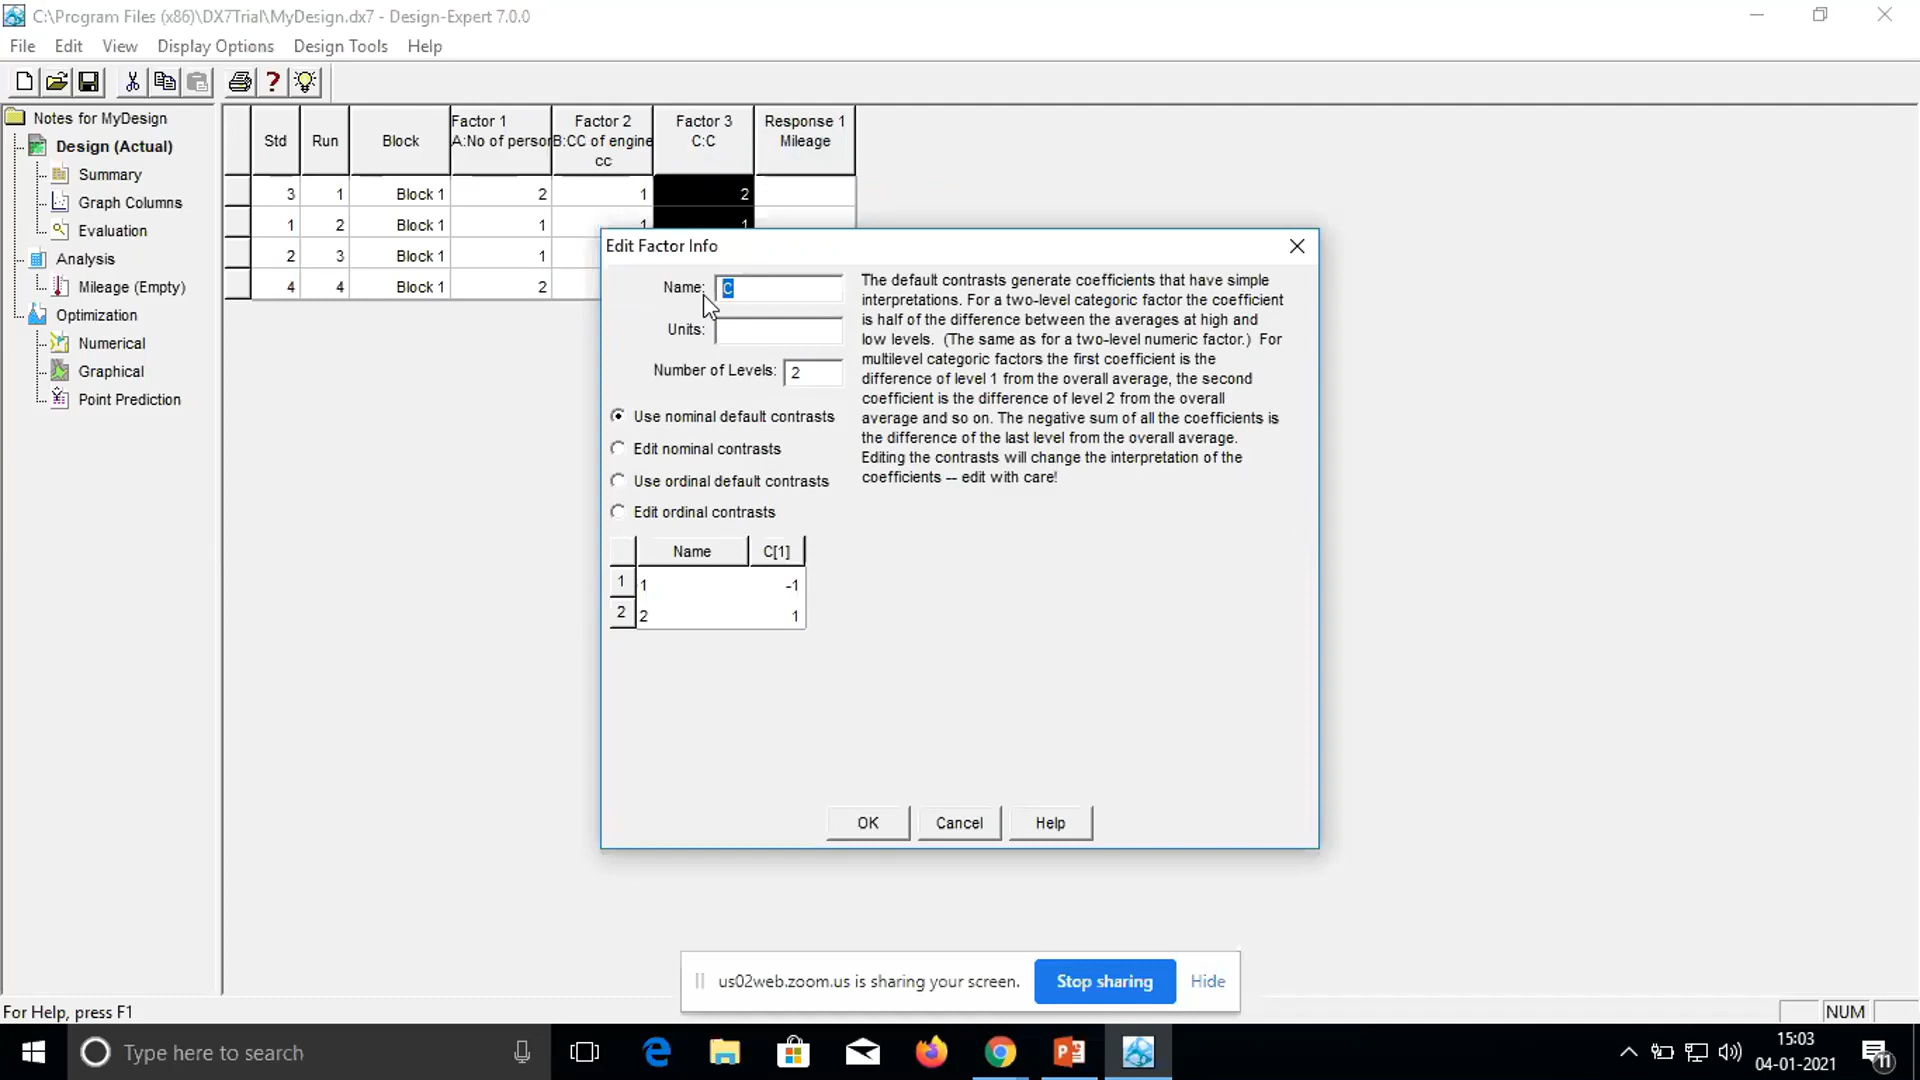 C:\Program Files (x86)\DX7Trial\MyDesign.dx7 - Design-Expert 7.0.0
File Edit View Display Options Design Tools Help
Notes for MyDesign
Design (Actual)
Summary
Graph Columns
Evaluation
Analysis
Mileage (Empty)
Optimization
Numerical
Graphical
Point Prediction
Std Run Block Factor 1 A:No of person Factor 2 B:CC of engine cc Factor 3 C:C Response 1 Mileage
3 1 Block 1 2 1 2
1 2 Block 1 1 1 1
2 3 Block 1 1
4 4 Block 1 2
Edit Factor Info
Name: C
Units:
Number of Levels: 2
Use nominal default contrasts
Edit nominal contrasts
Use ordinal default contrasts
Edit ordinal contrasts
Name C[1]
1 1 -1
2 2 1
The default contrasts generate coefficients that have simple
interpretations. For a two-level categoric factor the coefficient
is half of the difference between the averages at high and
low levels. (The same as for a two-level numeric factor.) For
multilevel categoric factors the first coefficient is the
difference of level 1 from the overall average, the second
coefficient is the difference of level 2 from the overall
average and so on. The negative sum of all the coefficients is
the difference of the last level from the overall average.
Editing the contrasts will change the interpretation of the
coefficients -- edit with care!
OK Cancel Help
us02web.zoom.us is sharing your screen. Stop sharing Hide
For Help, press F1
NUM
Type here to search
15:03
04-01-2021
11